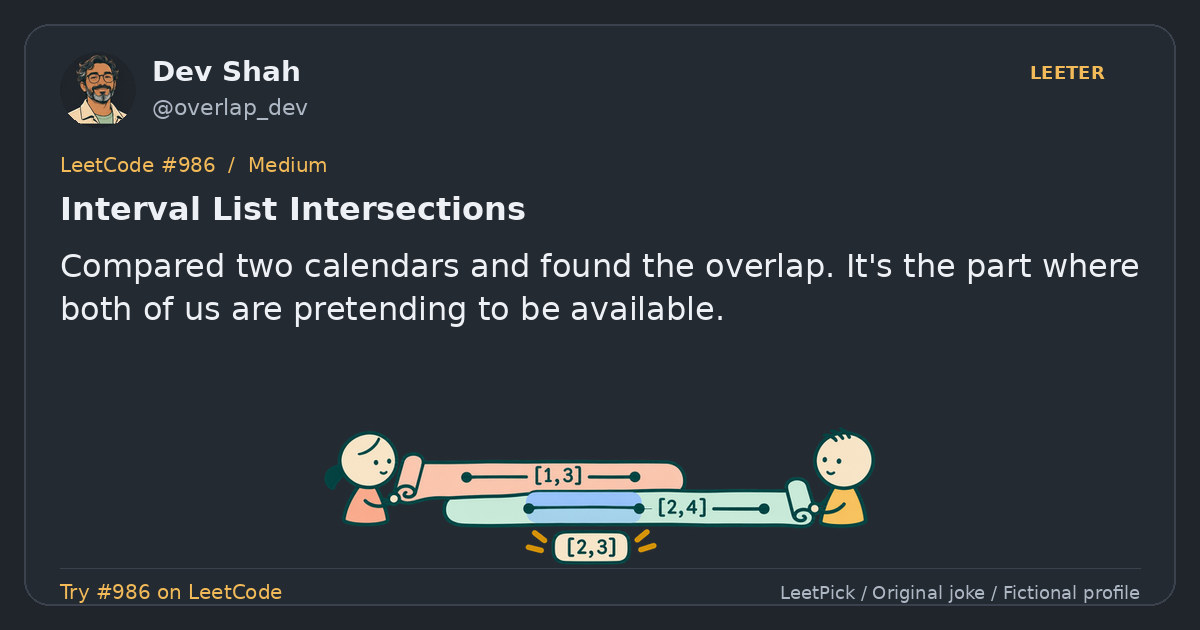 Dev Shah
LEETER
@overlap_dev
LeetCode #986 / Medium
Interval List Intersections
Compared two calendars and found the overlap. It's the part where
both of us are pretending to be available.
[1,3]
[2,4]
[2,3]
Try #986 on LeetCode
LeetPick / Original joke / Fictional profile